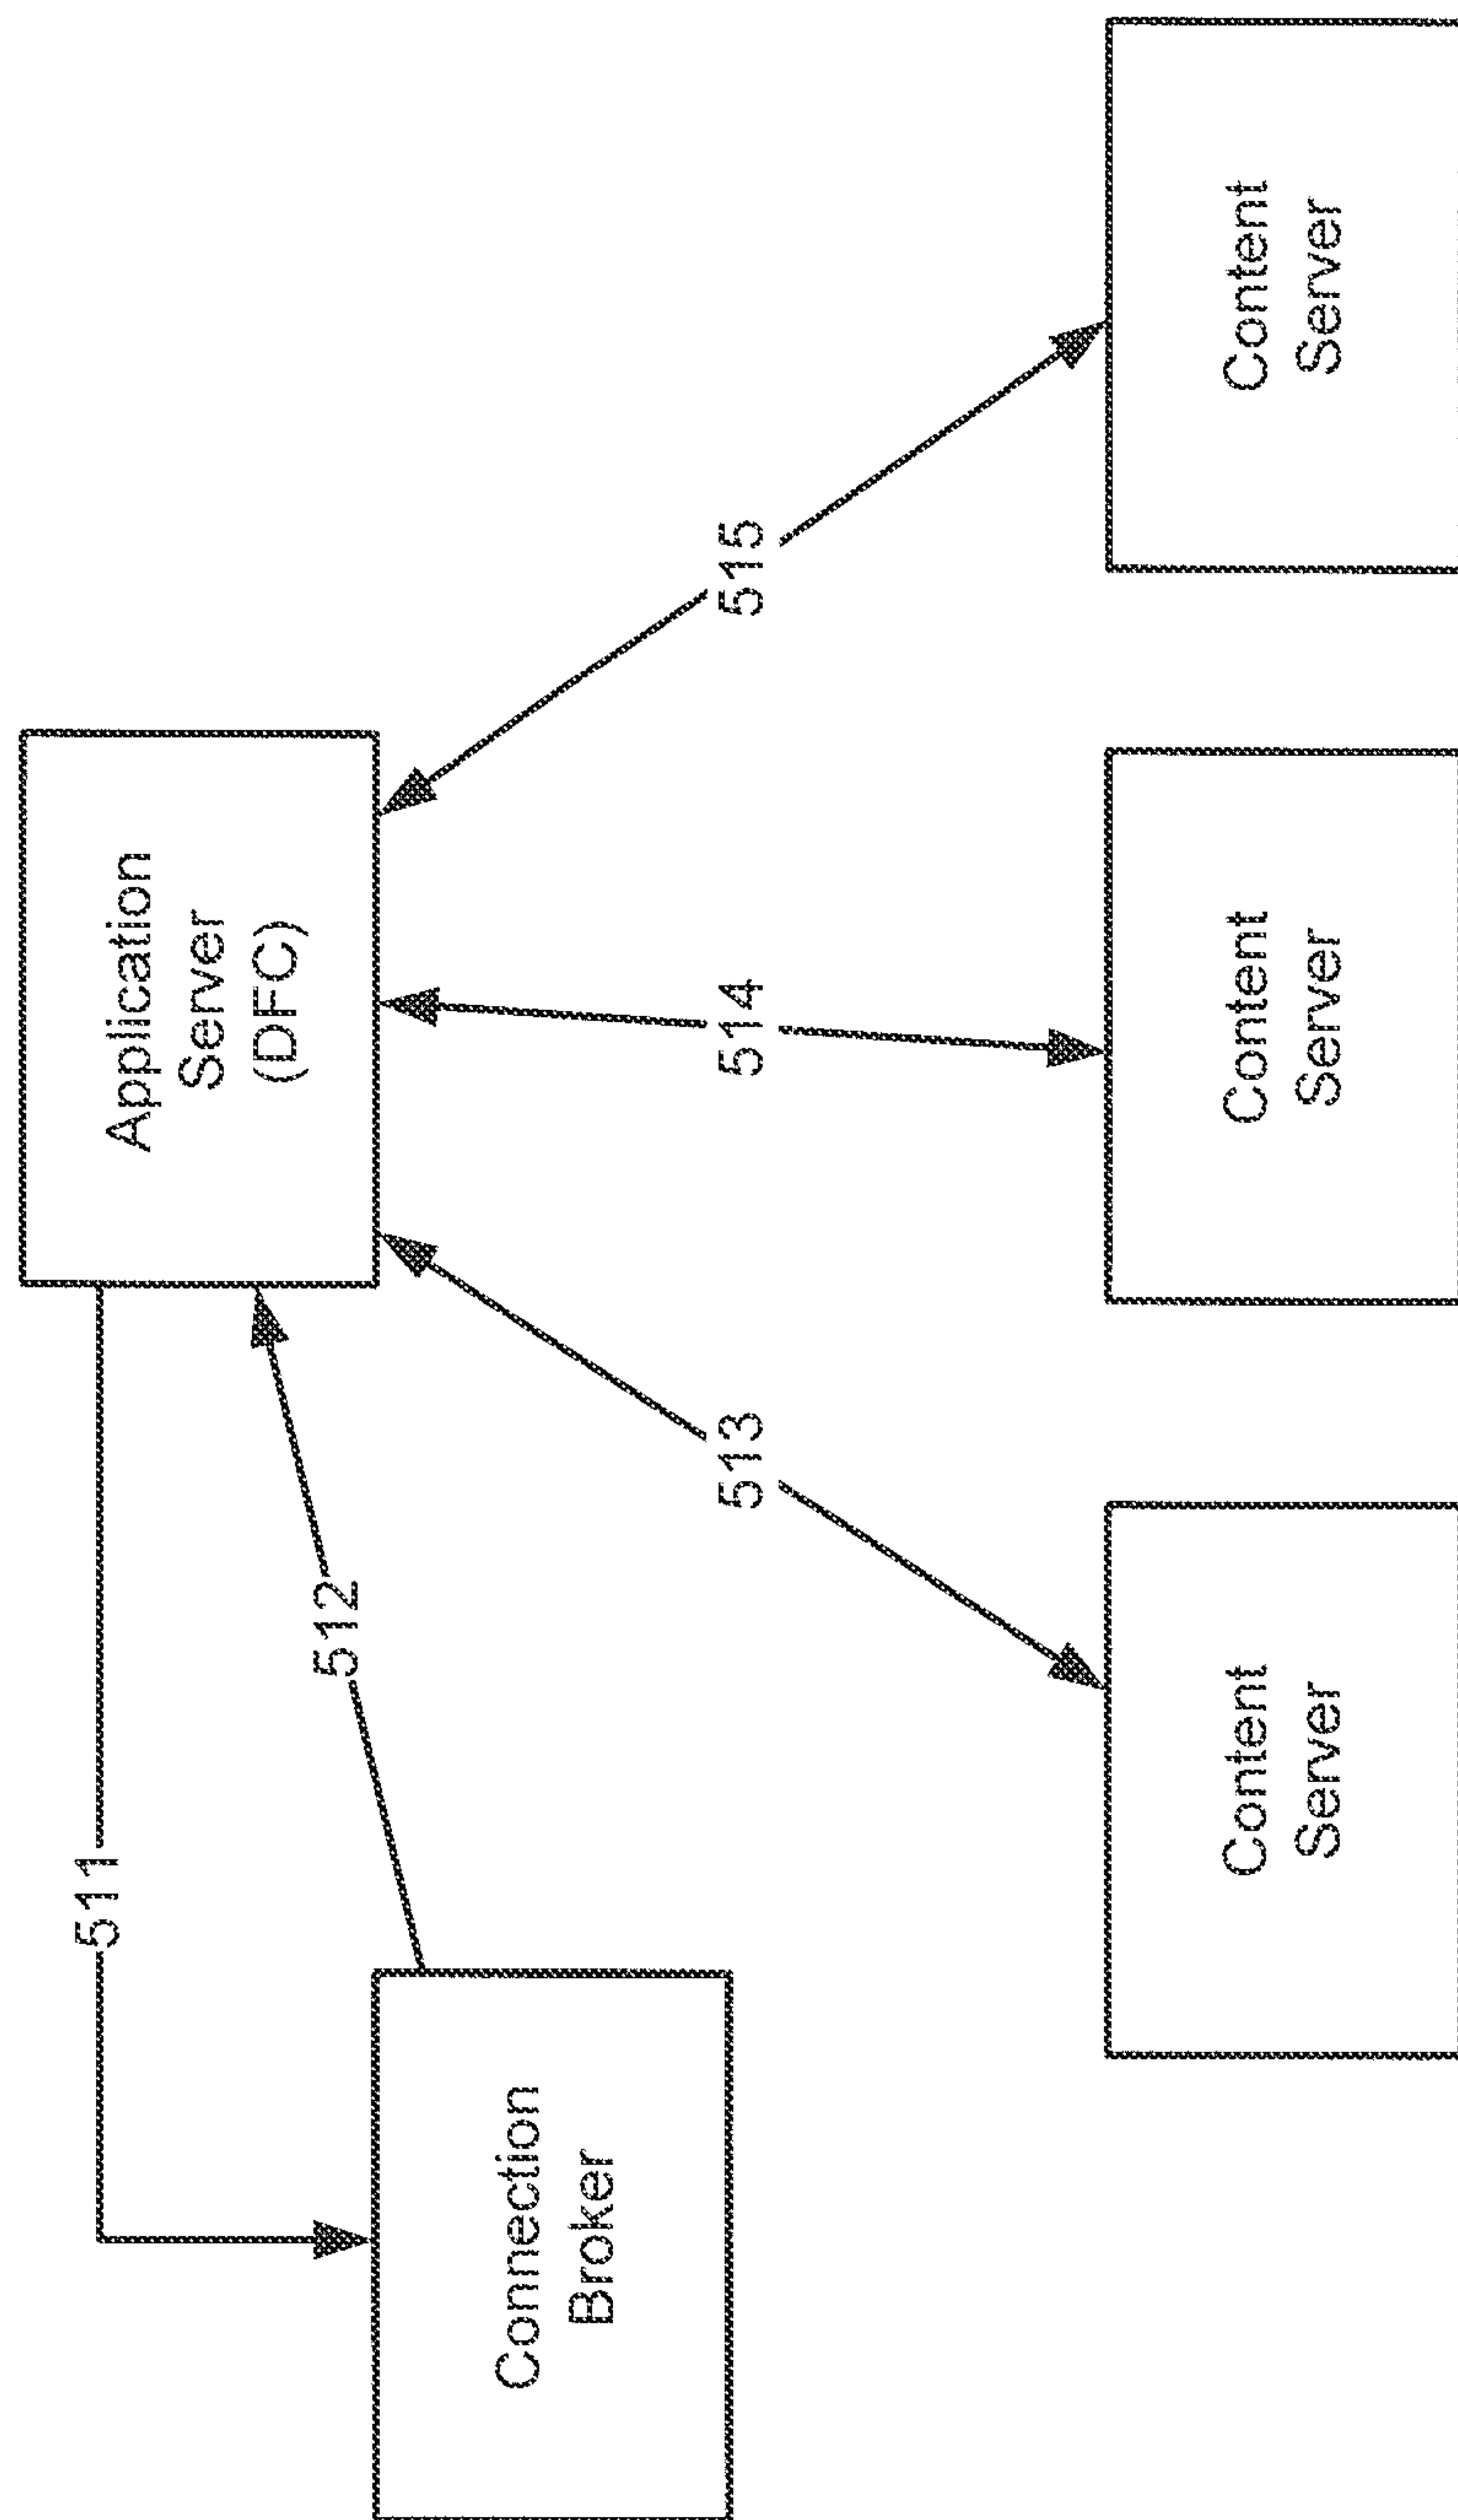 Application
Server
(DFC)
511
512
Connection
Broker
513
514
515
Content
Server
Content
Server
Content
Server